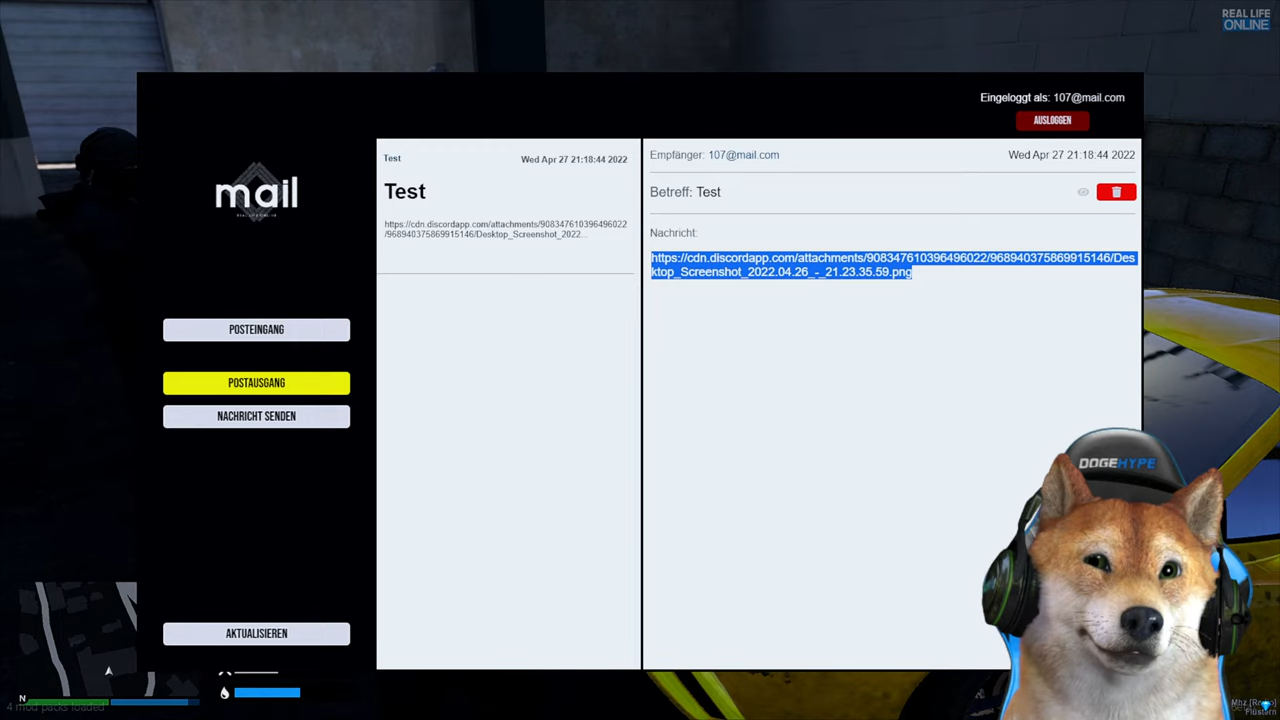 REAL LIFE
ONLINE
Eingeloggt als: 107@mail.com
AUSLOGGEN
mail
POSTEINGANG
POSTAUSGANG
NACHRICHT SENDEN
AKTUALISIEREN
Test
Wed Apr 27 21:18:44 2022
Test
https://cdn.discordapp.com/attachments/908347610396496022
/968940375869915146/Desktop_Screenshot_2022...
Empfänger: 107@mail.com
Wed Apr 27 21:18:44 2022
Betreff: Test
Nachricht:
https://cdn.discordapp.com/attachments/908347610396496022/968940375869915146/Des
ktop_Screenshot_2022.04.26_-_21.23.35.59.png
DOGEHYPE
N
4 mod packs loaded
Flüstern